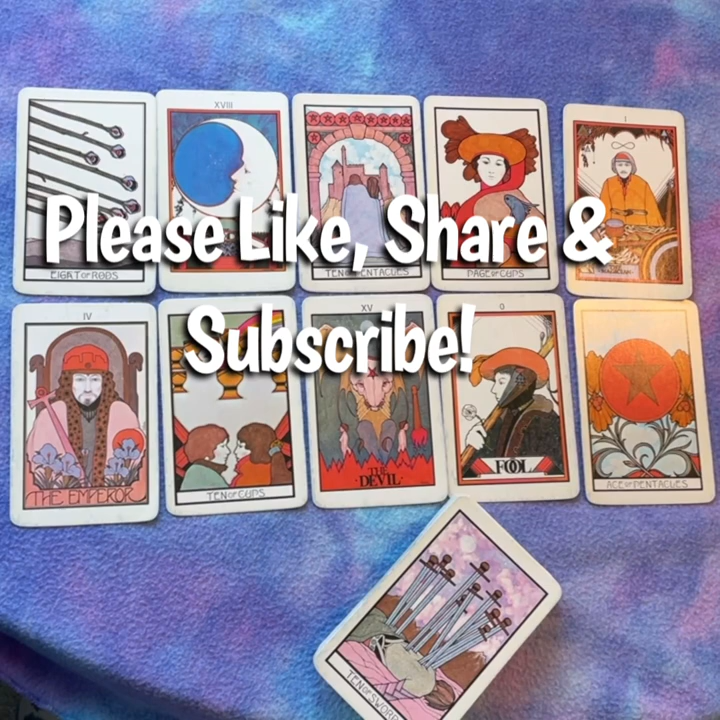 XVIII
I
EIGHT OF RODS
TEN OF PENTACLES
PAGE OF CUPS
Please Like, Share &
Subscribe!
IV
XV
0
THE EMPEROR
TEN OF CUPS
THE
DEVIL
FOOL
ACE OF PENTACLES
TEN OF SWORDS